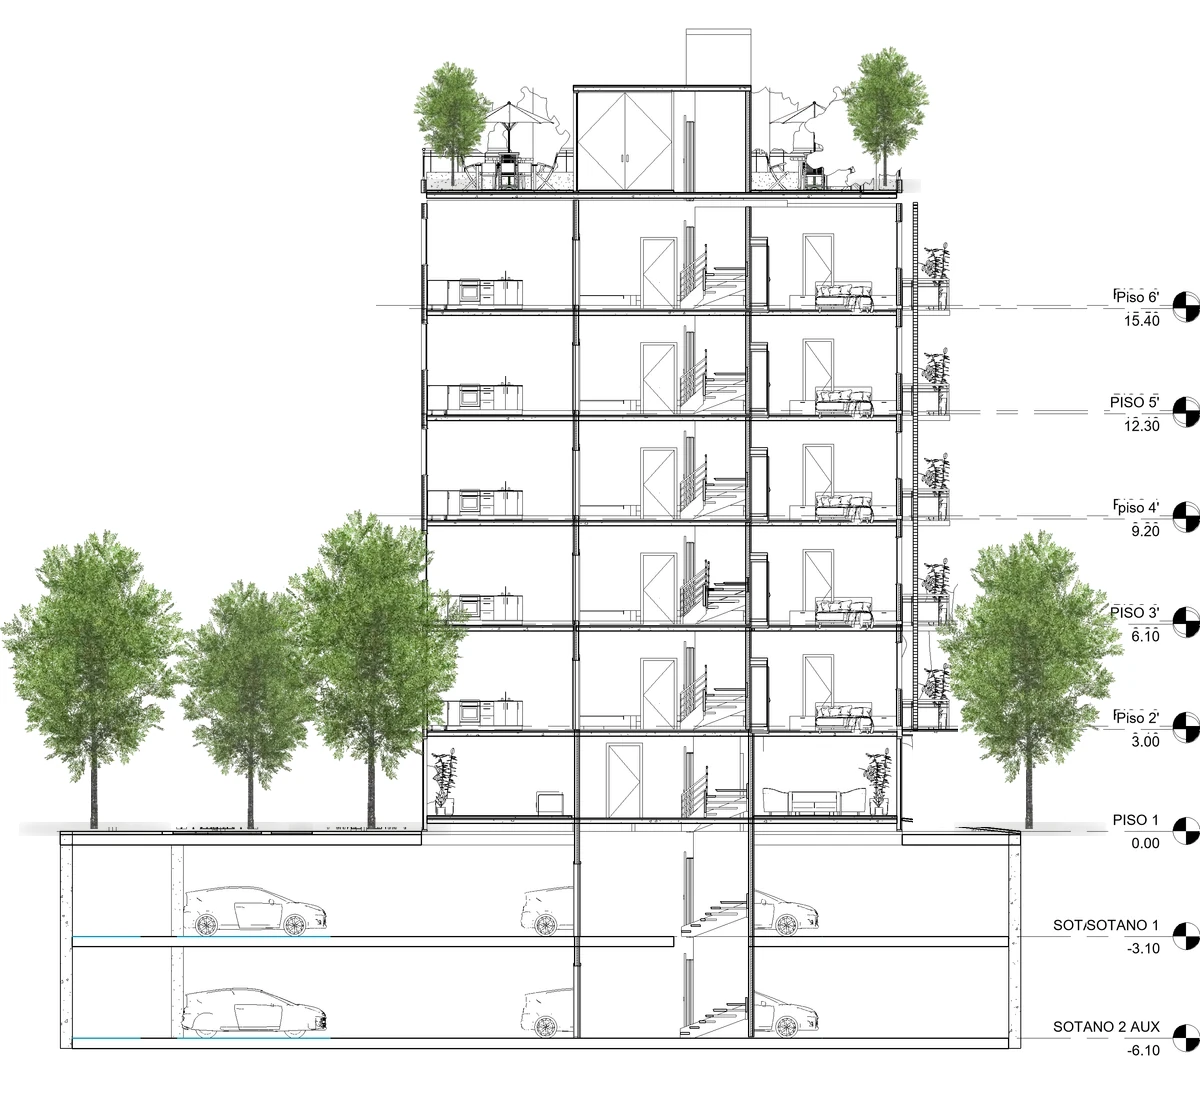 Piso 6'
15.40
PISO 5'
12.30
piso 4'
9.20
PISO 3'
6.10
Piso 2'
3.00
PISO 1
0.00
SOT/SOTANO 1
-3.10
SOTANO 2 AUX
-6.10